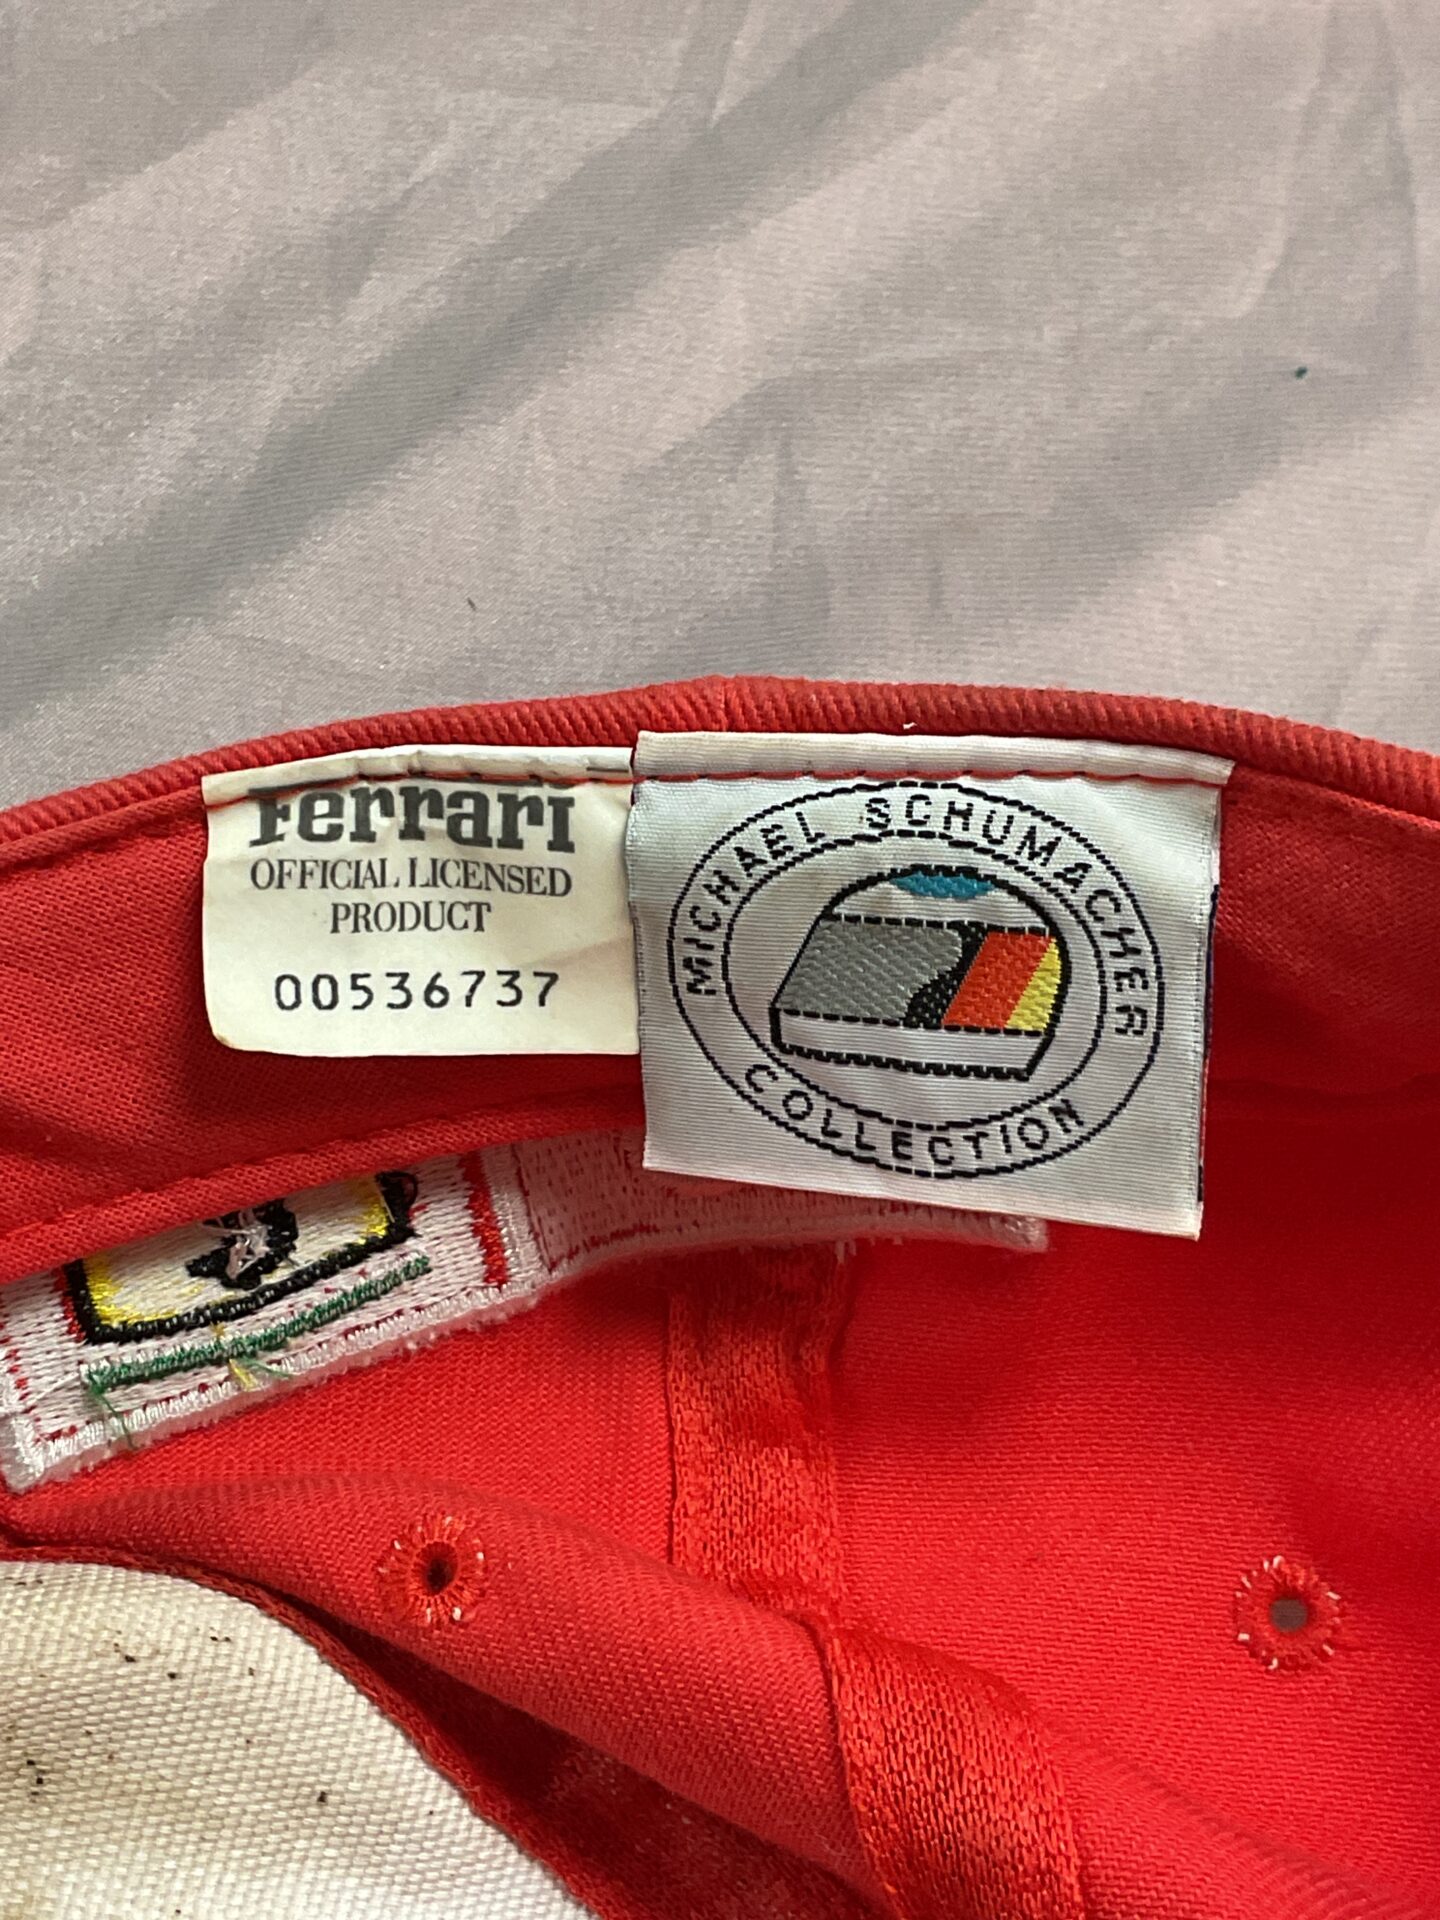 Ferrari
OFFICIAL LICENSED
PRODUCT
00536737
MICHAEL SCHUMACHER
COLLECTION